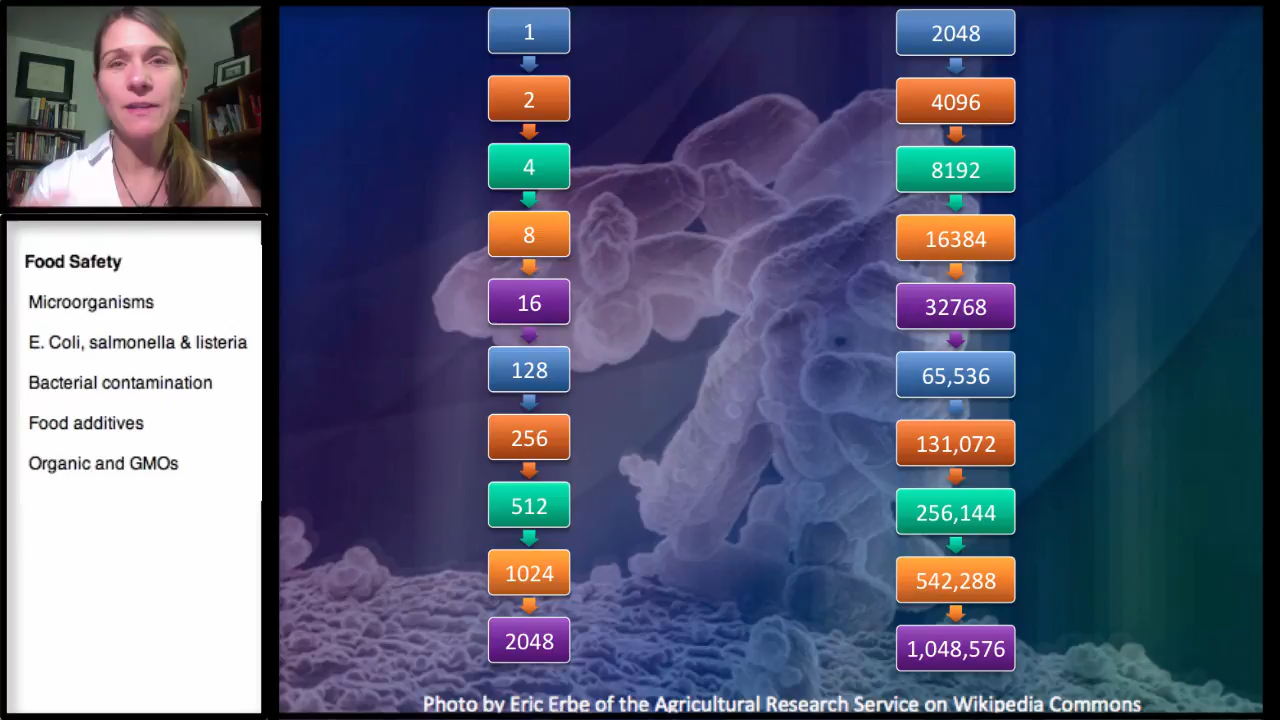 Food Safety
Microorganisms
E. Coli, salmonella & listeria
Bacterial contamination
Food additives
Organic and GMOs
1
2
4
8
16
128
256
512
1024
2048
2048
4096
8192
16384
32768
65,536
131,072
256,144
542,288
1,048,576
Photo by Eric Erbe of the Agricultural Research Service on Wikipedia Commons